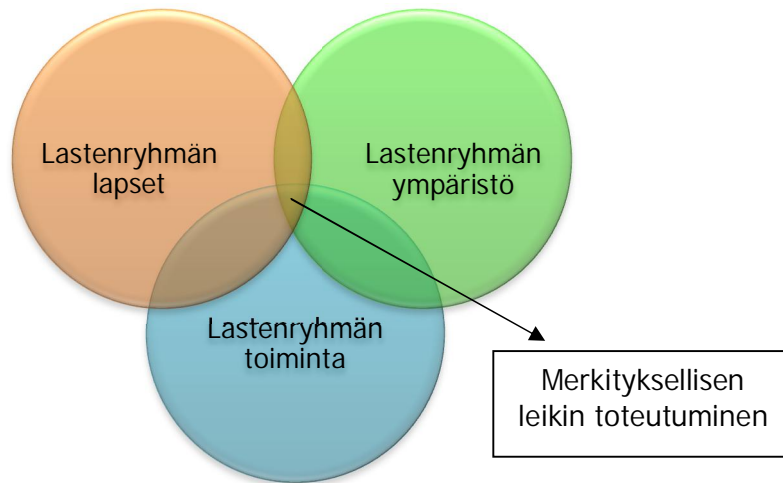 Lastenryhmän
lapset
Lastenryhmän
ympäristö
Lastenryhmän
toiminta
Merkityksellisen
leikin toteutuminen